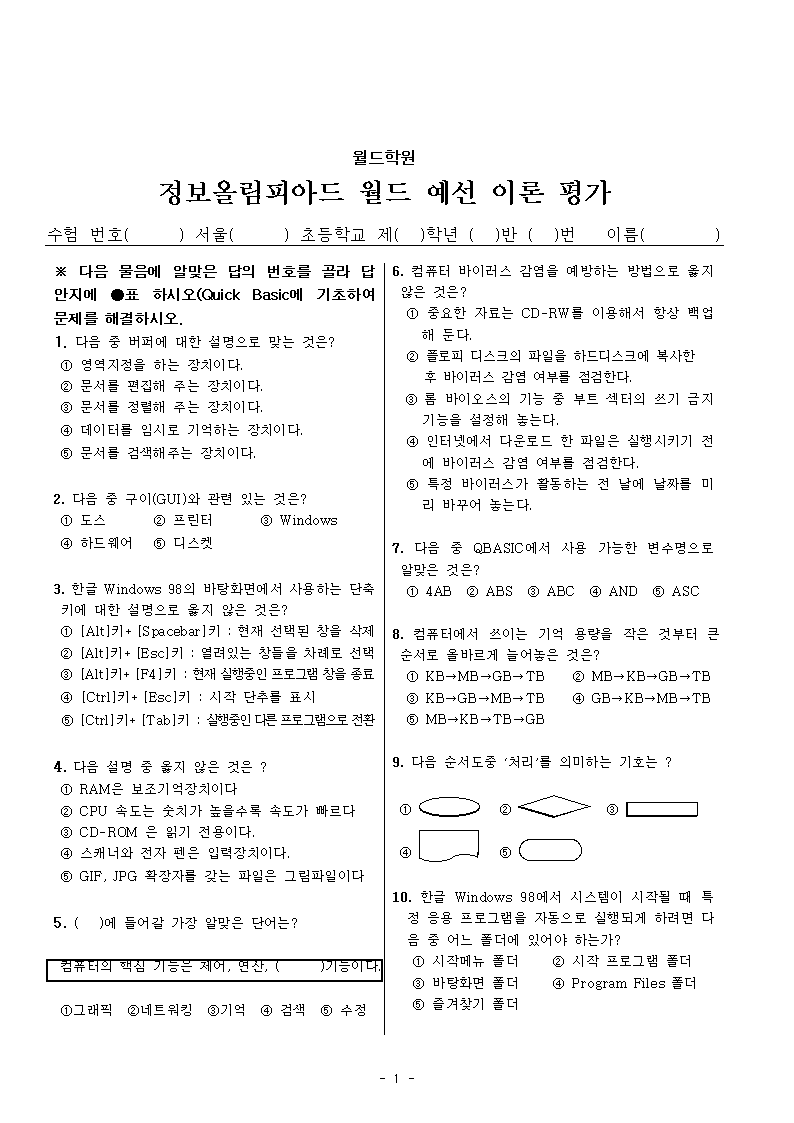 월드학원
정보올림피아드 월드 예선 이론 평가
수험 번호(      ) 서울(      ) 초등학교 제(  )학년 (  )반 (  )번   이름(        )
※ 다음 물음에 알맞은 답의 번호를 골라 답
안지에 ●표 하시오(Quick Basic에 기초하여
문제를 해결하시오.
1. 다음 중 버퍼에 대한 설명으로 맞는 것은?
① 영역지정을 하는 장치이다.
② 문서를 편집해 주는 장치이다.
③ 문서를 정렬해 주는 장치이다.
④ 데이터를 임시로 기억하는 장치이다.
⑤ 문서를 검색해주는 장치이다.
2. 다음 중 구이(GUI)와 관련 있는 것은?
① 도스 ② 프린터 ③ Windows
④ 하드웨어 ⑤ 디스켓
3. 한글 Windows 98의 바탕화면에서 사용하는 단축
키에 대한 설명으로 옳지 않은 것은?
① [Alt]키+ [Spacebar]키 : 현재 선택된 창을 삭제
② [Alt]키+ [Esc]키 : 열려있는 창들을 차례로 선택
③ [Alt]키+ [F4]키 : 현재 실행중인 프로그램 창을 종료
④ [Ctrl]키+ [Esc]키 : 시작 단추를 표시
⑤ [Ctrl]키+ [Tab]키 : 실행중인 다른 프로그램으로 전환
4. 다음 설명 중 옳지 않은 것은 ?
① RAM은 보조기억장치이다
② CPU 속도는 숫치가 높을수록 속도가 빠르다
③ CD-ROM 은 읽기 전용이다.
④ 스캐너와 전자 펜은 입력장치이다.
⑤ GIF, JPG 확장자를 갖는 파일은 그림파일이다
5. (  )에 들어갈 가장 알맞은 단어는?
컴퓨터의 핵심 기능은 제어, 연산, (      )기능이다.
①그래픽 ②네트워킹 ③기억 ④ 검색 ⑤ 수정
6. 컴퓨터 바이러스 감염을 예방하는 방법으로 옳지
않은 것은?
① 중요한 자료는 CD-RW를 이용해서 항상 백업
해 둔다.
② 플로피 디스크의 파일을 하드디스크에 복사한
후 바이러스 감염 여부를 점검한다.
③ 롬 바이오스의 기능 중 부트 섹터의 쓰기 금지
기능을 설정해 놓는다.
④ 인터넷에서 다운로드 한 파일은 실행시키기 전
에 바이러스 감염 여부를 점검한다.
⑤ 특정 바이러스가 활동하는 전 날에 날짜를 미
리 바꾸어 놓는다.
7. 다음 중 QBASIC에서 사용 가능한 변수명으로
알맞은 것은?
① 4AB ② ABS ③ ABC ④ AND ⑤ ASC
8. 컴퓨터에서 쓰이는 기억 용량을 작은 것부터 큰
순서로 올바르게 늘어놓은 것은?
① KB→MB→GB→TB ② MB→KB→GB→TB
③ KB→GB→MB→TB ④ GB→KB→MB→TB
⑤ MB→KB→TB→GB
9. 다음 순서도중 '처리'를 의미하는 기호는 ?
① ② ③
④ ⑤
10. 한글 Windows 98에서 시스템이 시작될 때 특
정 응용 프로그램을 자동으로 실행되게 하려면 다
음 중 어느 폴더에 있어야 하는가?
① 시작메뉴 폴더 ② 시작 프로그램 폴더
③ 바탕화면 폴더 ④ Program Files 폴더
⑤ 즐겨찾기 폴더
- 1 -